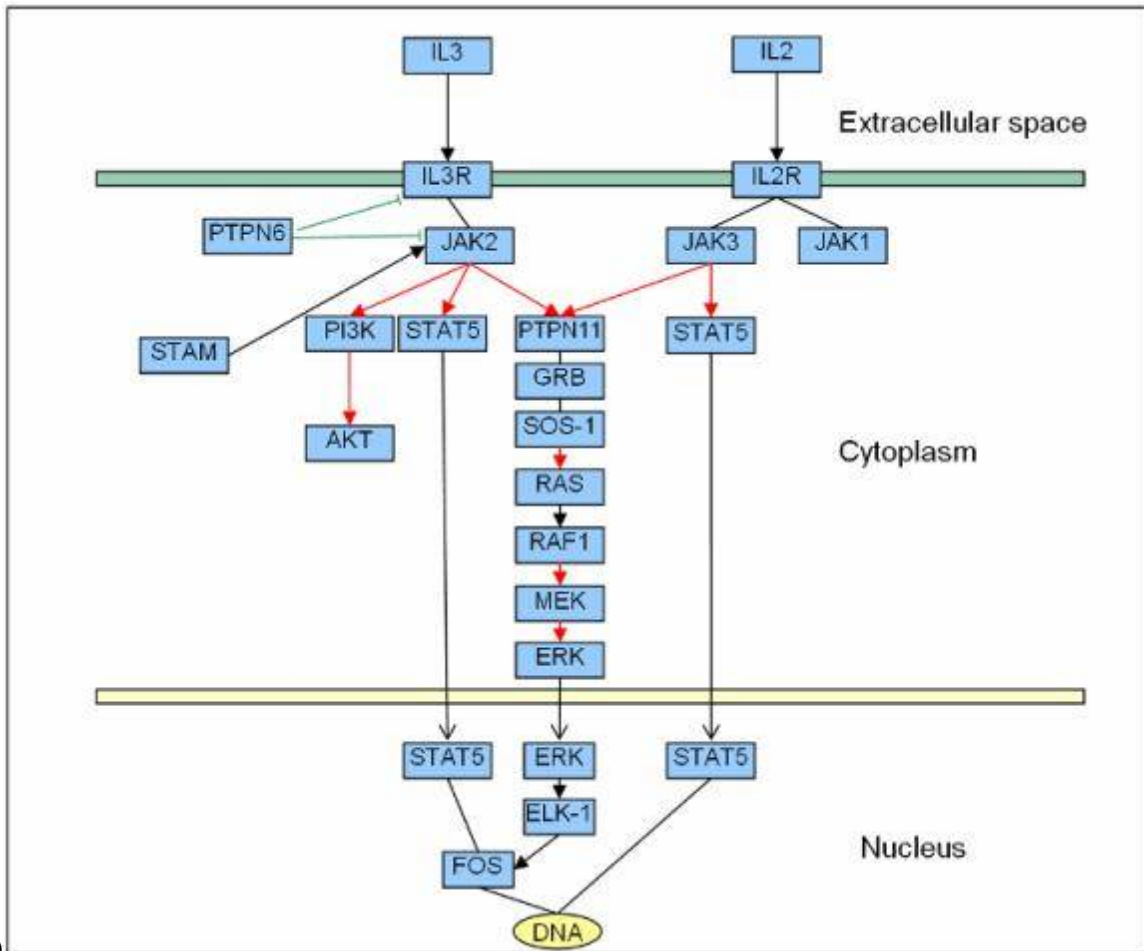 IL3
IL2
Extracellular space
IL3R
IL2R
PTPN6
JAK2
JAK3
JAK1
PI3K
STAT5
PTPN11
STAT5
STAM
GRB
SOS-1
AKT
Cytoplasm
RAS
RAF1
MEK
ERK
STAT5
ERK
STAT5
ELK-1
Nucleus
FOS
DNA
)